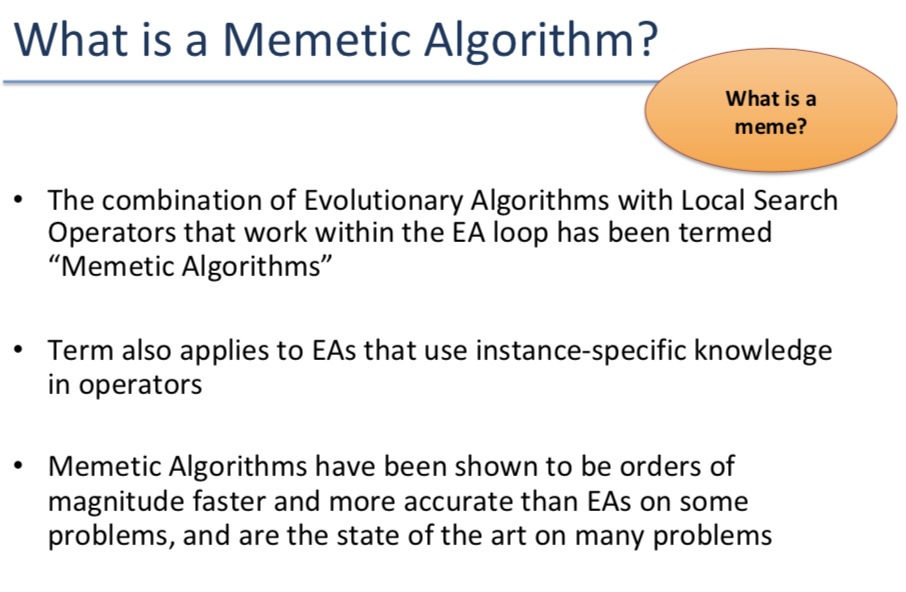 What is a Memetic Algorithm?
What is a
meme?
• The combination of Evolutionary Algorithms with Local Search
Operators that work within the EA loop has been termed
“Memetic Algorithms”
• Term also applies to EAs that use instance-specific knowledge
in operators
• Memetic Algorithms have been shown to be orders of
magnitude faster and more accurate than EAs on some
problems, and are the state of the art on many problems